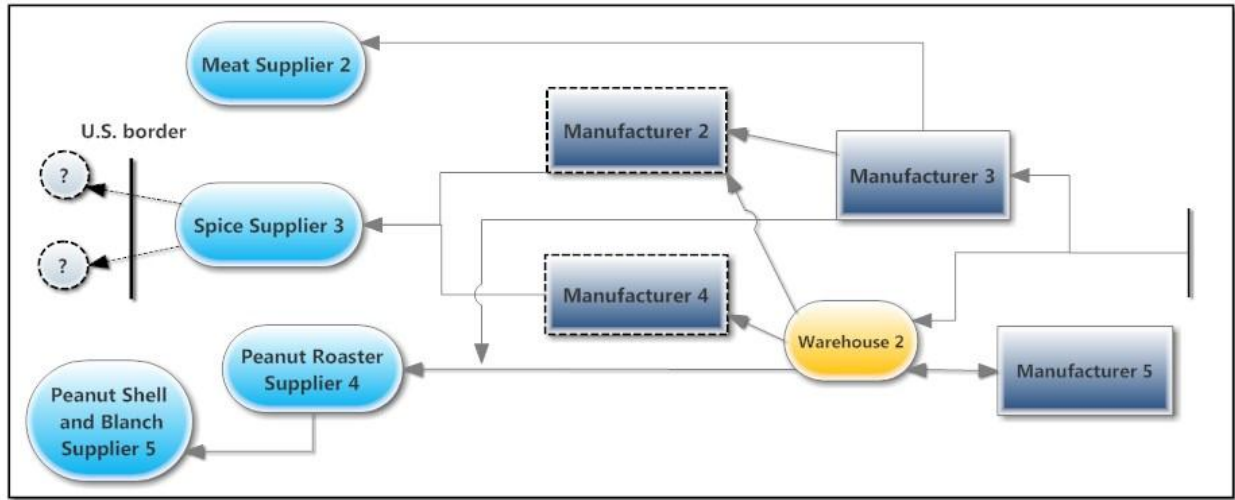 Meat Supplier 2
U.S. border
?
Manufacturer 2
Manufacturer 3
Spice Supplier 3
?
Manufacturer 4
Warehouse 2
Peanut Roaster
Supplier 4
Manufacturer 5
Peanut Shell
and Blanch
Supplier 5